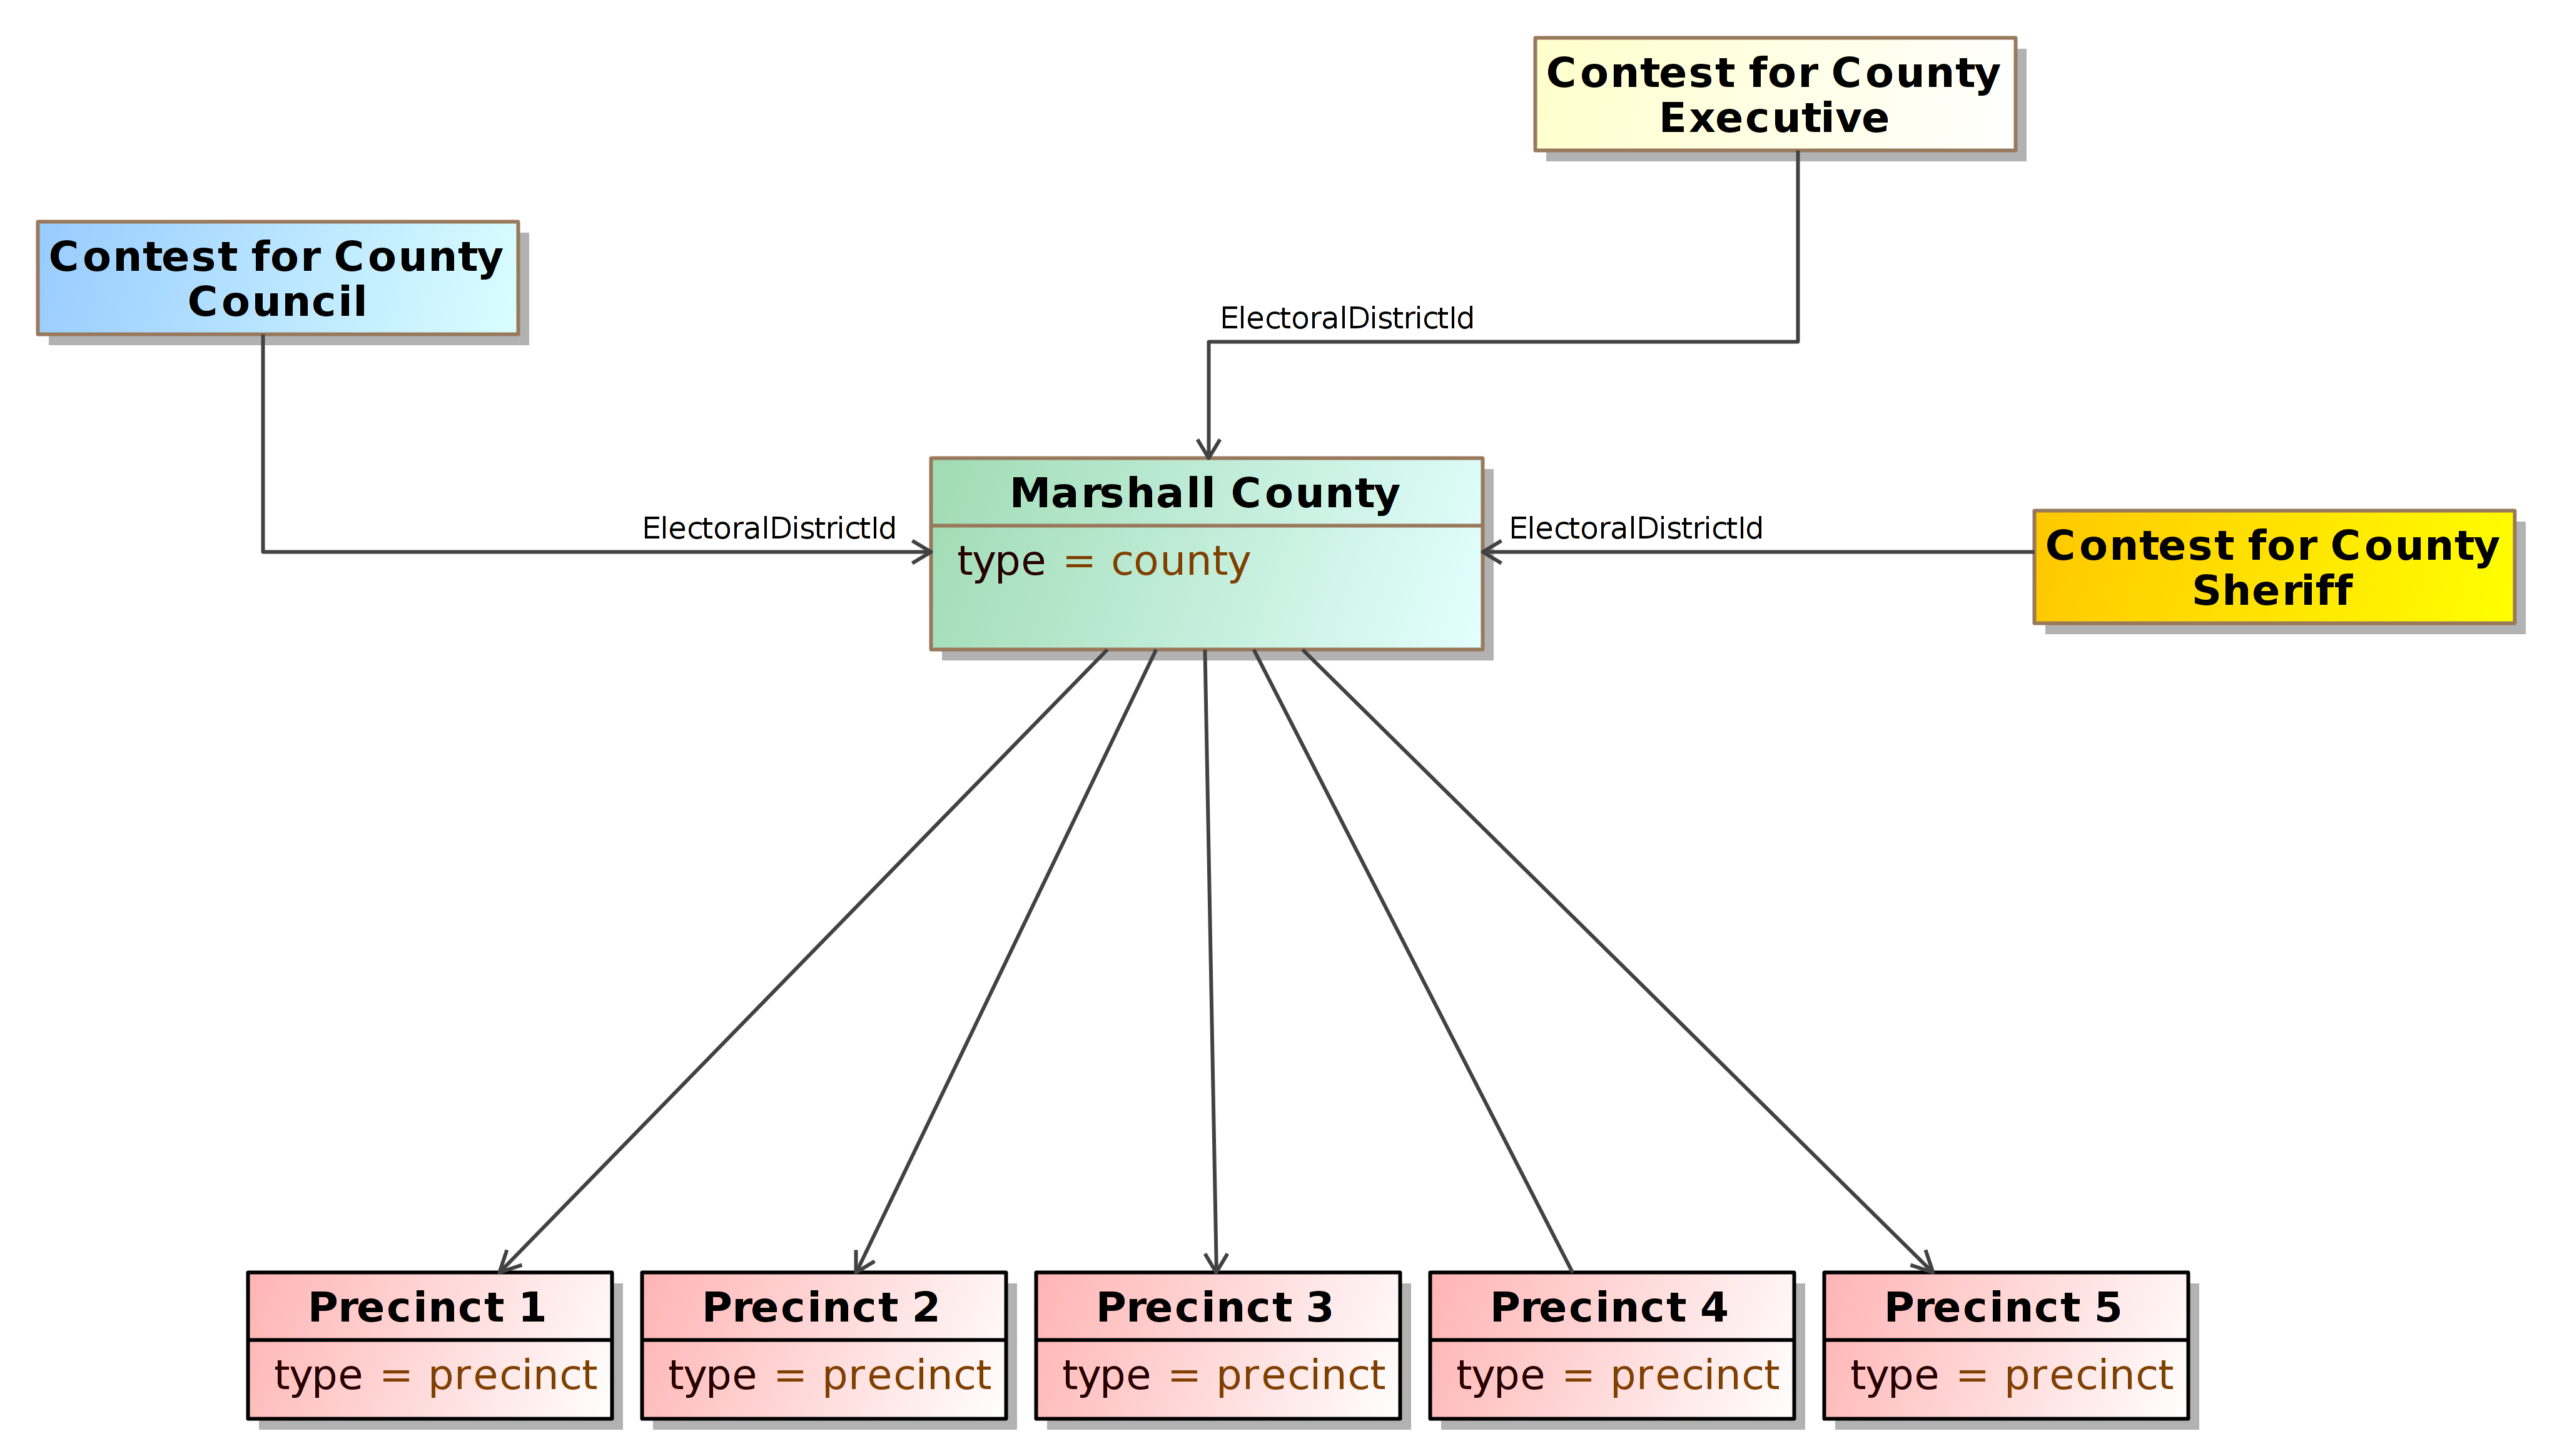 Contest for County
Executive
Contest for County
Council
ElectoralDistrictId
Marshall County
type = county
ElectoralDistrictId
ElectoralDistrictId
Contest for County
Sheriff
Precinct 1
type = precinct
Precinct 2
type = precinct
Precinct 3
type = precinct
Precinct 4
type = precinct
Precinct 5
type = precinct